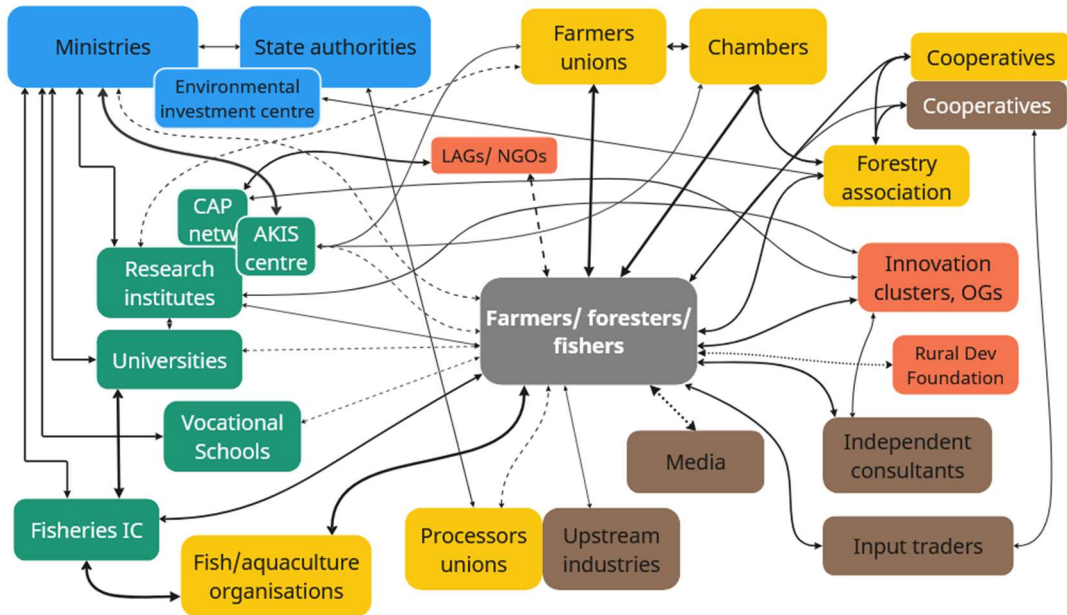 Ministries
State authorities
Environmental
investment centre
Farmers
unions
Chambers
Cooperatives
Cooperatives
Forestry
association
LAGs/ NGOs
CAP
netw
AKIS
centre
Research
institutes
Universities
Vocational
Schools
Fisheries IC
Fish/aquaculture
organisations
Farmers/ foresters/
fishers
Innovation
clusters, OGs
Rural Dev
Foundation
Independent
consultants
Media
Processors
unions
Upstream
industries
Input traders